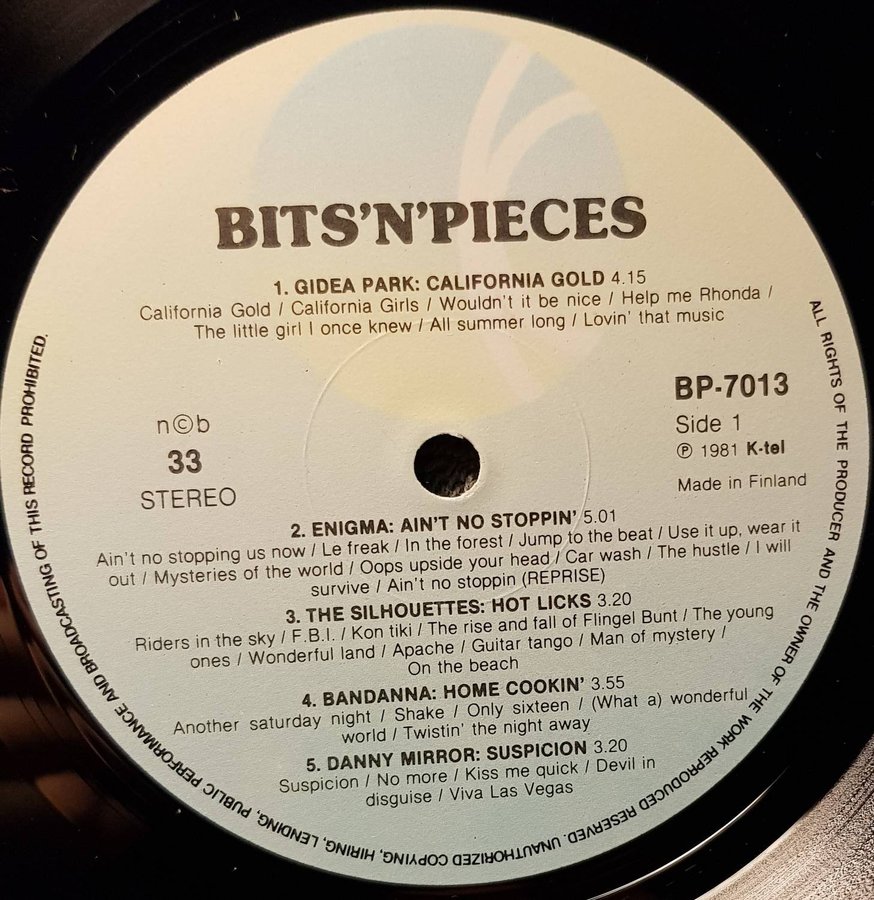 BITS'N'PIECES
1. GIDEA PARK: CALIFORNIA GOLD 4.15
California Gold / California Girls / Wouldn't it be nice / Help me Rhonda /
The little girl I once knew / All summer long / Lovin' that music
n©b
33
STEREO
BP-7013
Side 1
℗ 1981 K-tel
Made in Finland
2. ENIGMA: AIN'T NO STOPPIN' 5.01
Ain't no stopping us now / Le freak / In the forest / Jump to the beat / Use it up, wear it
out / Mysteries of the world / Oops upside your head / Car wash / The hustle / I will
survive / Ain't no stoppin (REPRISE)
3. THE SILHOUETTES: HOT LICKS 3.20
Riders in the sky / F.B.I. / Kon tiki / The rise and fall of Flingel Bunt / The young
ones / Wonderful land / Apache / Guitar tango / Man of mystery /
On the beach
4. BANDANNA: HOME COOKIN' 3.55
Another saturday night / Shake / Only sixteen / (What a) wonderful
world / Twistin' the night away
5. DANNY MIRROR: SUSPICION 3.20
Suspicion / No more / Kiss me quick / Devil in
disguise / Viva Las Vegas
ALL RIGHTS OF THE PRODUCER AND THE OWNER OF THE WORK REPRODUCED RESERVED. UNAUTHORIZED COPYING, HIRING, LENDING, PUBLIC PERFORMANCE AND BROADCASTING OF THIS RECORD PROHIBITED.